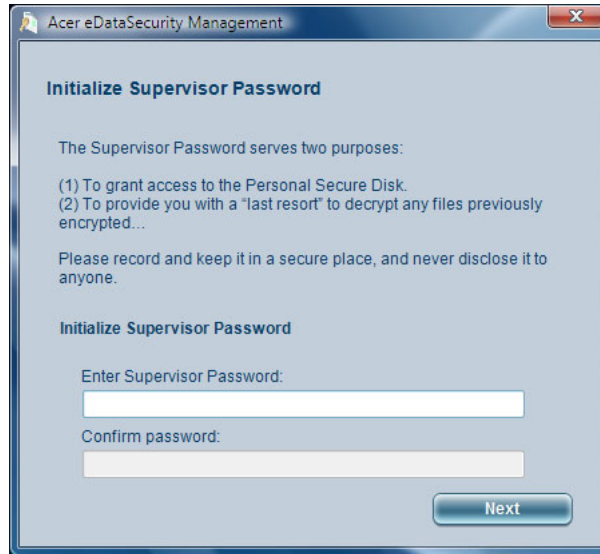 Acer eDataSecurity Management
Initialize Supervisor Password
The Supervisor Password serves two purposes:
(1) To grant access to the Personal Secure Disk.
(2) To provide you with a “last resort” to decrypt any files previously
encrypted...
Please record and keep it in a secure place, and never disclose it to
anyone.
Initialize Supervisor Password
Enter Supervisor Password:
Confirm password:
Next